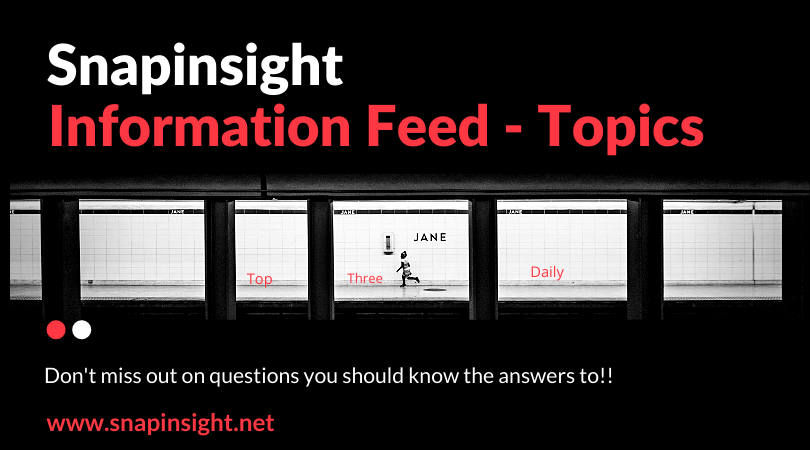 Snapinsight
Information Feed - Topics
JANE JANE JANE JANE
JANE
Top Three Daily
Don't miss out on questions you should know the answers to!!
www.snapinsight.net